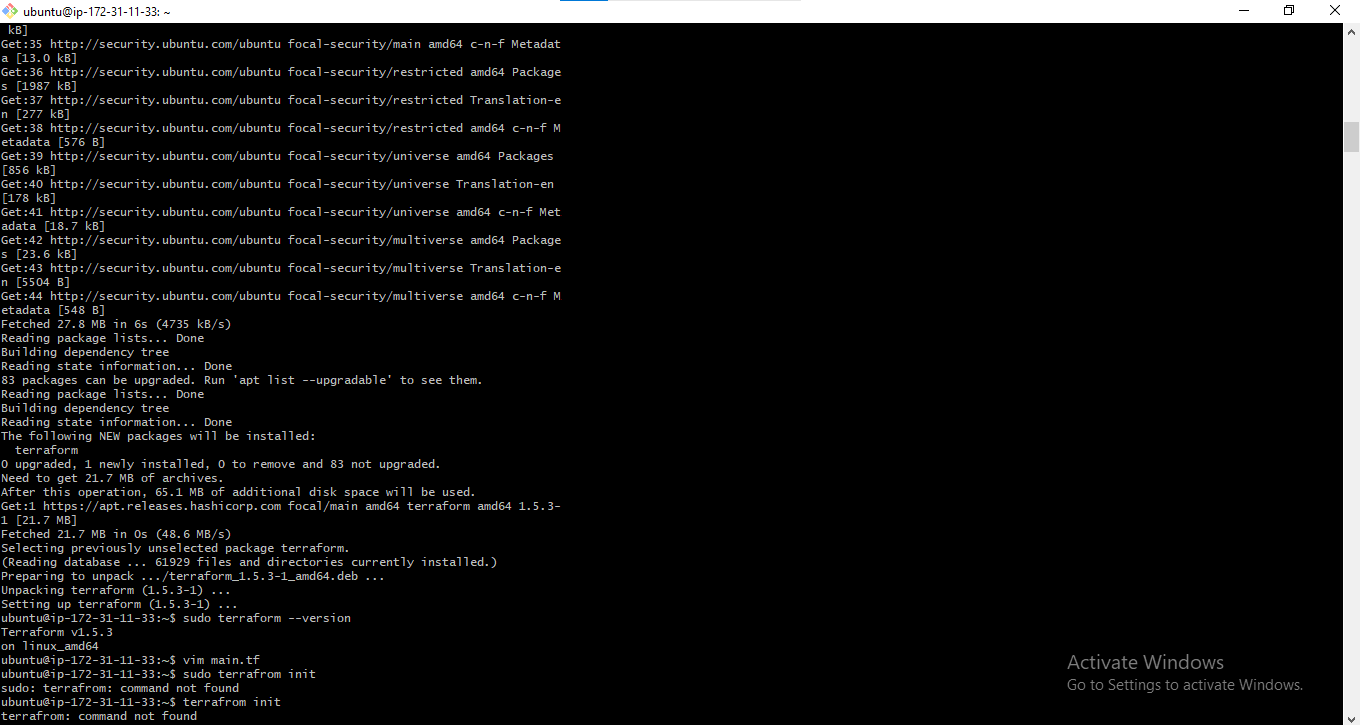 ubuntu@ip-172-31-11-33: ~
kB]
Get:35 http://security.ubuntu.com/ubuntu focal-security/main amd64 c-n-f Metadat
a [13.0 kB]
Get:36 http://security.ubuntu.com/ubuntu focal-security/restricted amd64 Package
s [1987 kB]
Get:37 http://security.ubuntu.com/ubuntu focal-security/restricted Translation-e
n [277 kB]
Get:38 http://security.ubuntu.com/ubuntu focal-security/restricted amd64 c-n-f M
etadata [576 B]
Get:39 http://security.ubuntu.com/ubuntu focal-security/universe amd64 Packages
[856 kB]
Get:40 http://security.ubuntu.com/ubuntu focal-security/universe Translation-en
[178 kB]
Get:41 http://security.ubuntu.com/ubuntu focal-security/universe amd64 c-n-f Met
adata [18.7 kB]
Get:42 http://security.ubuntu.com/ubuntu focal-security/multiverse amd64 Package
s [23.6 kB]
Get:43 http://security.ubuntu.com/ubuntu focal-security/multiverse Translation-e
n [5504 B]
Get:44 http://security.ubuntu.com/ubuntu focal-security/multiverse amd64 c-n-f M
etadata [548 B]
Fetched 27.8 MB in 6s (4735 kB/s)
Reading package lists... Done
Building dependency tree
Reading state information... Done
83 packages can be upgraded. Run 'apt list --upgradable' to see them.
Reading package lists... Done
Building dependency tree
Reading state information... Done
The following NEW packages will be installed:
  terraform
0 upgraded, 1 newly installed, 0 to remove and 83 not upgraded.
Need to get 21.7 MB of archives.
After this operation, 65.1 MB of additional disk space will be used.
Get:1 https://apt.releases.hashicorp.com focal/main amd64 terraform amd64 1.5.3-
1 [21.7 MB]
Fetched 21.7 MB in 0s (48.6 MB/s)
Selecting previously unselected package terraform.
(Reading database ... 61929 files and directories currently installed.)
Preparing to unpack .../terraform_1.5.3-1_amd64.deb ...
Unpacking terraform (1.5.3-1) ...
Setting up terraform (1.5.3-1) ...
ubuntu@ip-172-31-11-33:~$ sudo terraform --version
Terraform v1.5.3
on linux_amd64
ubuntu@ip-172-31-11-33:~$ vim main.tf
ubuntu@ip-172-31-11-33:~$ sudo terrafrom init
sudo: terrafrom: command not found
ubuntu@ip-172-31-11-33:~$ terrafrom init
terrafrom: command not found
Activate Windows
Go to Settings to activate Windows.